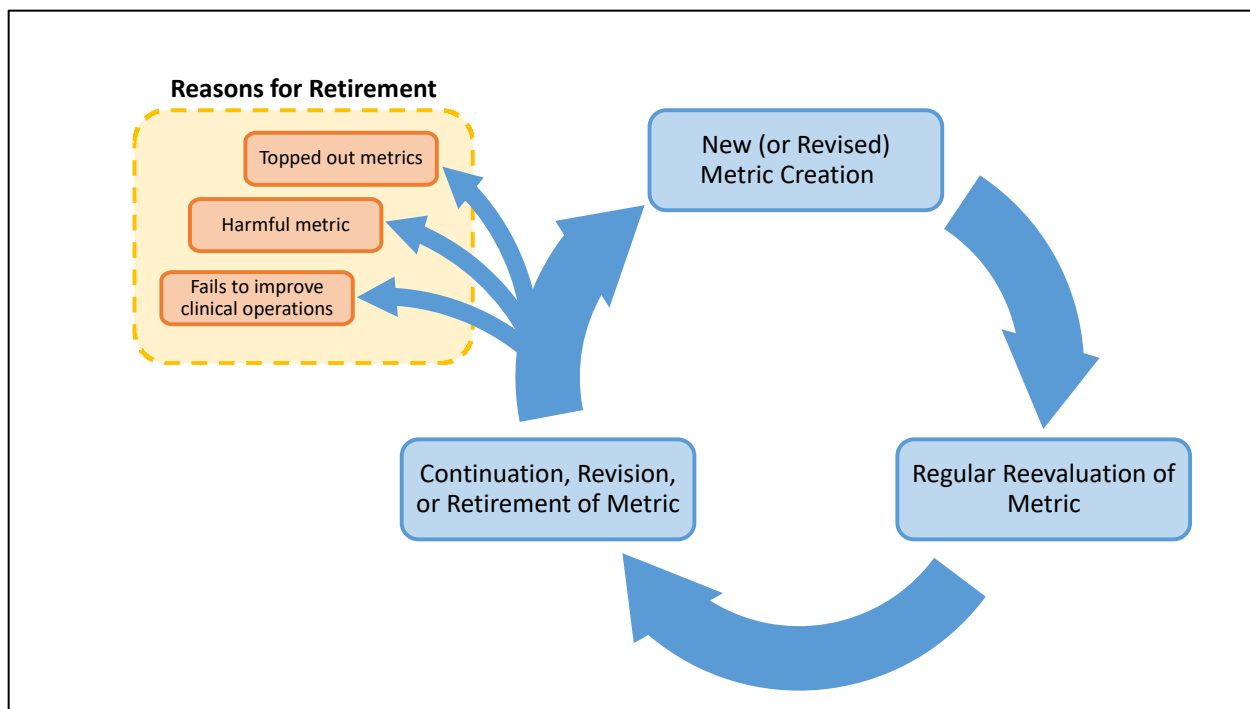 Reasons for Retirement
Topped out metrics
Harmful metric
Fails to improve
clinical operations
New (or Revised)
Metric Creation
Continuation, Revision,
or Retirement of Metric
Regular Reevaluation of
Metric